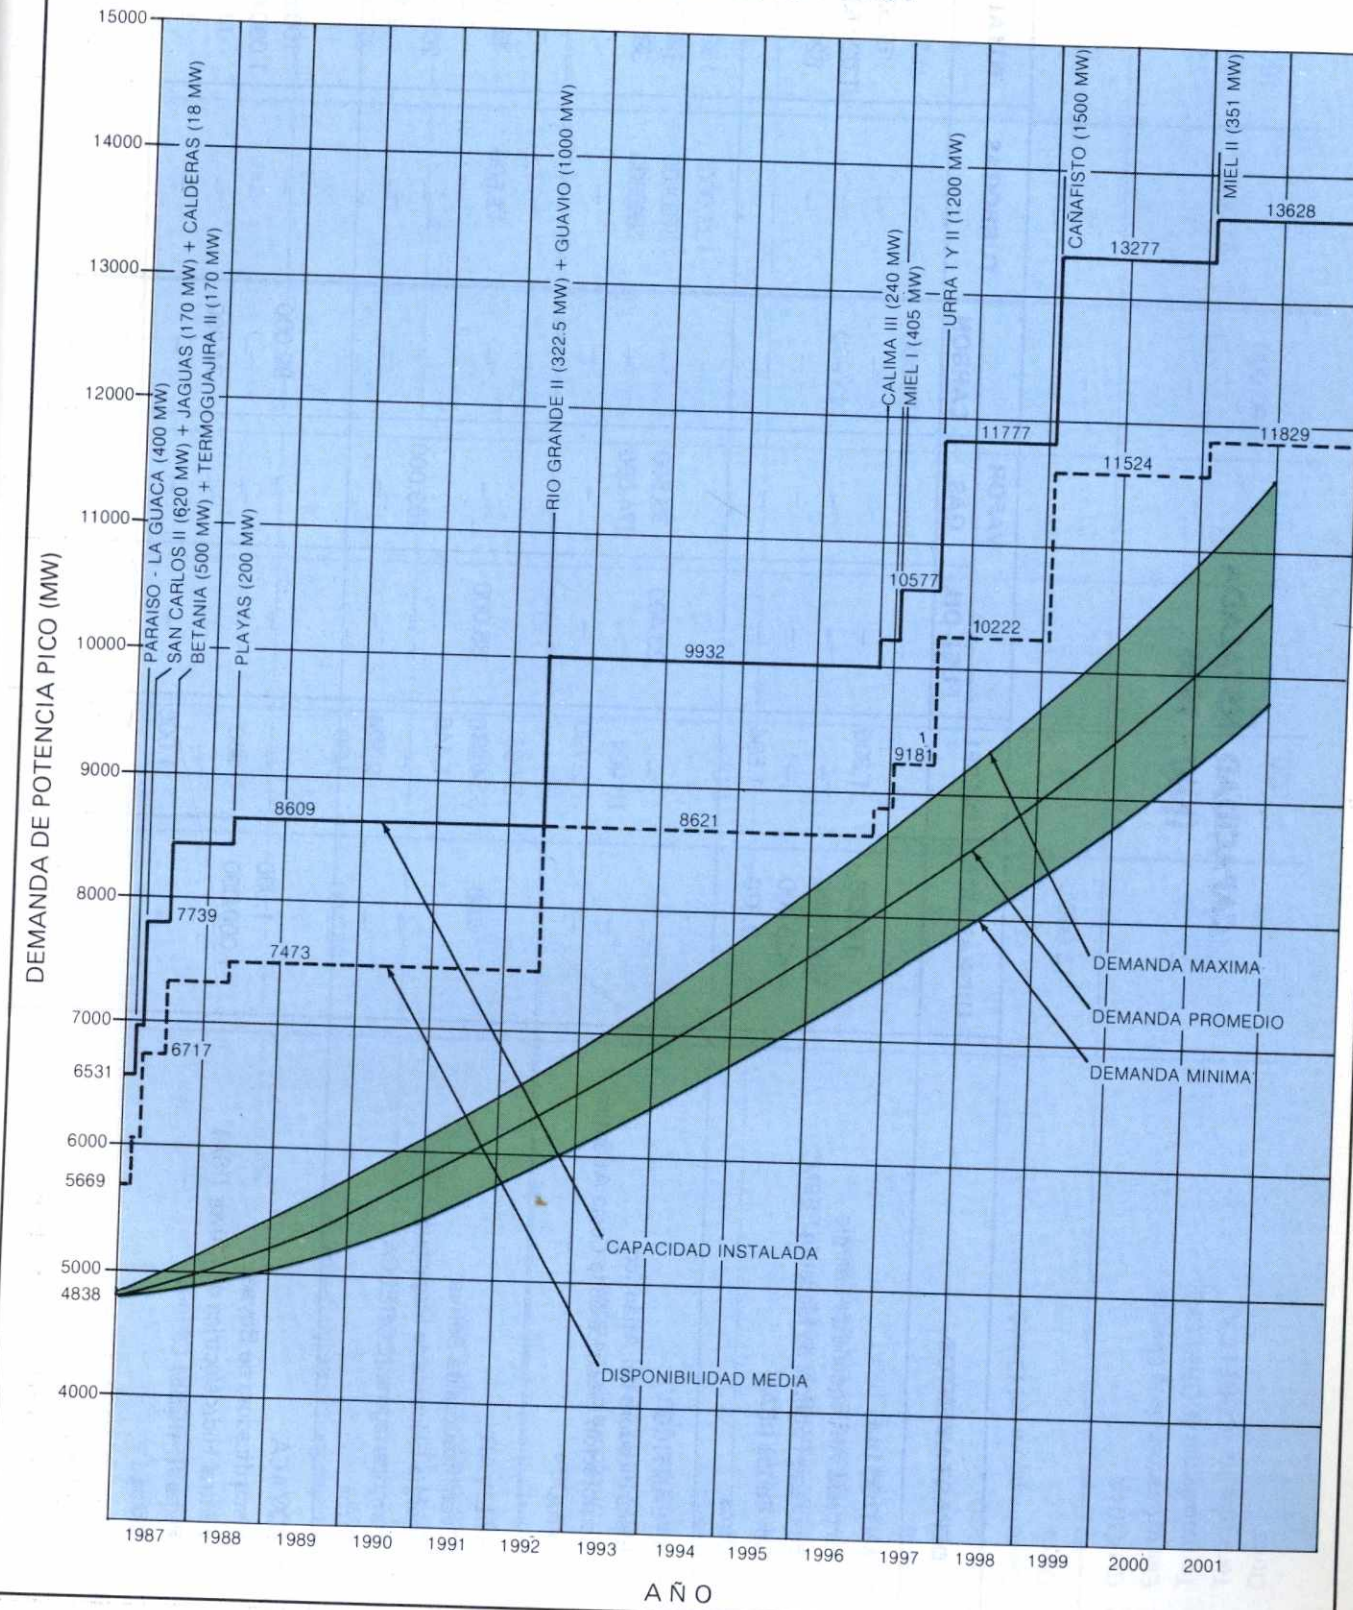 15000
14000
13000
12000
11000
10000
9000
8000
7000
6531
6000
5669
5000
4838
4000
DEMANDA DE POTENCIA PICO (MW)
PARAISO - LA GUACA (400 MW)
SAN CARLOS II (620 MW) + JAGUAS (170 MW) + CALDERAS (18 MW)
BETANIA (500 MW) + TERMOGUAJIRA II (170 MW)
PLAYAS (200 MW)
RIO GRANDE II (322.5 MW) + GUAVIO (1000 MW)
CALIMA III (240 MW)
MIEL I (405 MW)
URRA I Y II (1200 MW)
CAÑAFISTO (1500 MW)
MIEL II (351 MW)
13628
13277
11829
11777
11524
10577
10222
9932
9181
8621
8609
7739
7473
6717
DEMANDA MAXIMA
DEMANDA PROMEDIO
DEMANDA MINIMA
CAPACIDAD INSTALADA
DISPONIBILIDAD MEDIA
1987 1988 1989 1990 1991 1992 1993 1994 1995 1996 1997 1998 1999 2000 2001
AÑO